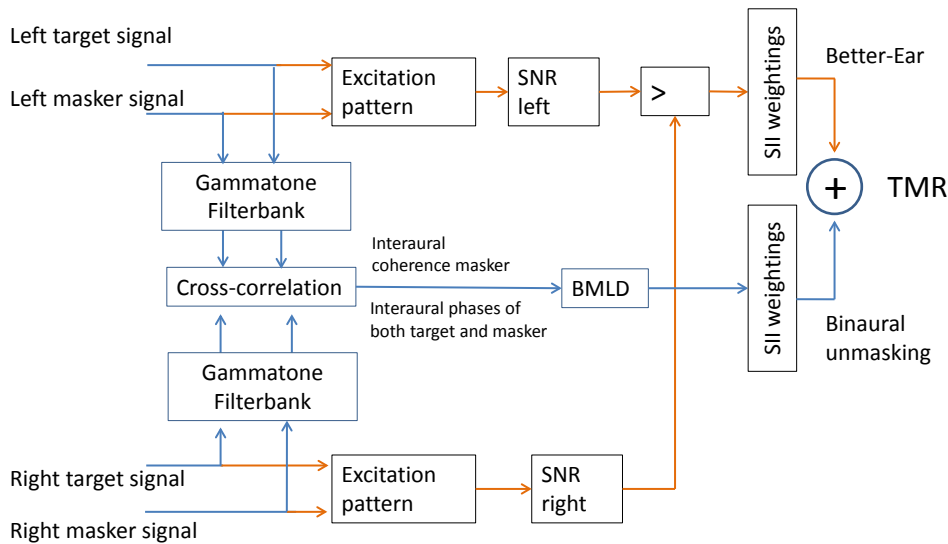 Left target signal
Left masker signal
Excitation
pattern
SNR
left
>
SII weightings
Better-Ear
Gammatone
Filterbank
+
TMR
Interaural
coherence masker
Cross-correlation
BMLD
SII weightings
Interaural phases of
both target and masker
Binaural
unmasking
Gammatone
Filterbank
Right target signal
Right masker signal
Excitation
pattern
SNR
right